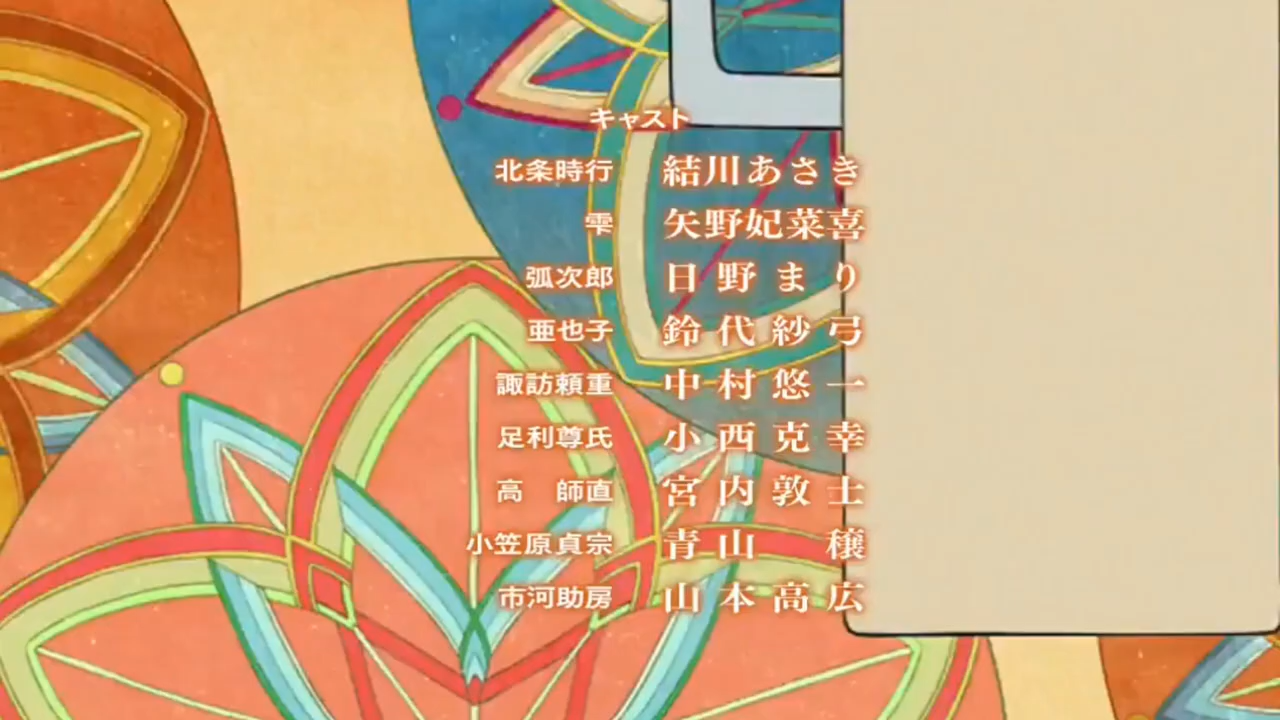 キャスト
北条時行 結川あさき
雫 矢野妃菜喜
弧次郎 日野まり
亜也子 鈴代紗弓
諏訪頼重 中村悠一
足利尊氏 小西克幸
高 師直 宮内敦士
小笠原貞宗 青山 穣
市河助房 山本高広